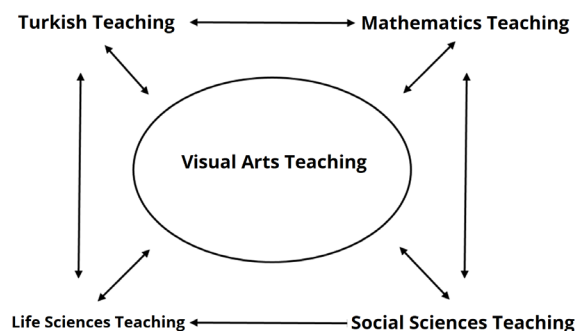 Turkish Teaching
Mathematics Teaching
Visual Arts Teaching
Life Sciences Teaching
Social Sciences Teaching